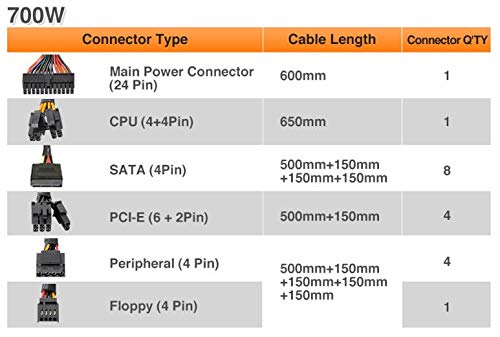 700W
Connector Type Cable Length Connector Q'TY
Main Power Connector
(24 Pin) 600mm 1
CPU (4+4Pin) 650mm 1
SATA (4Pin) 500mm+150mm
+150mm+150mm 8
PCI-E (6 + 2Pin) 500mm+150mm 4
Peripheral (4 Pin) 4
500mm+150mm
+150mm+150mm
+150mm
Floppy (4 Pin) 1